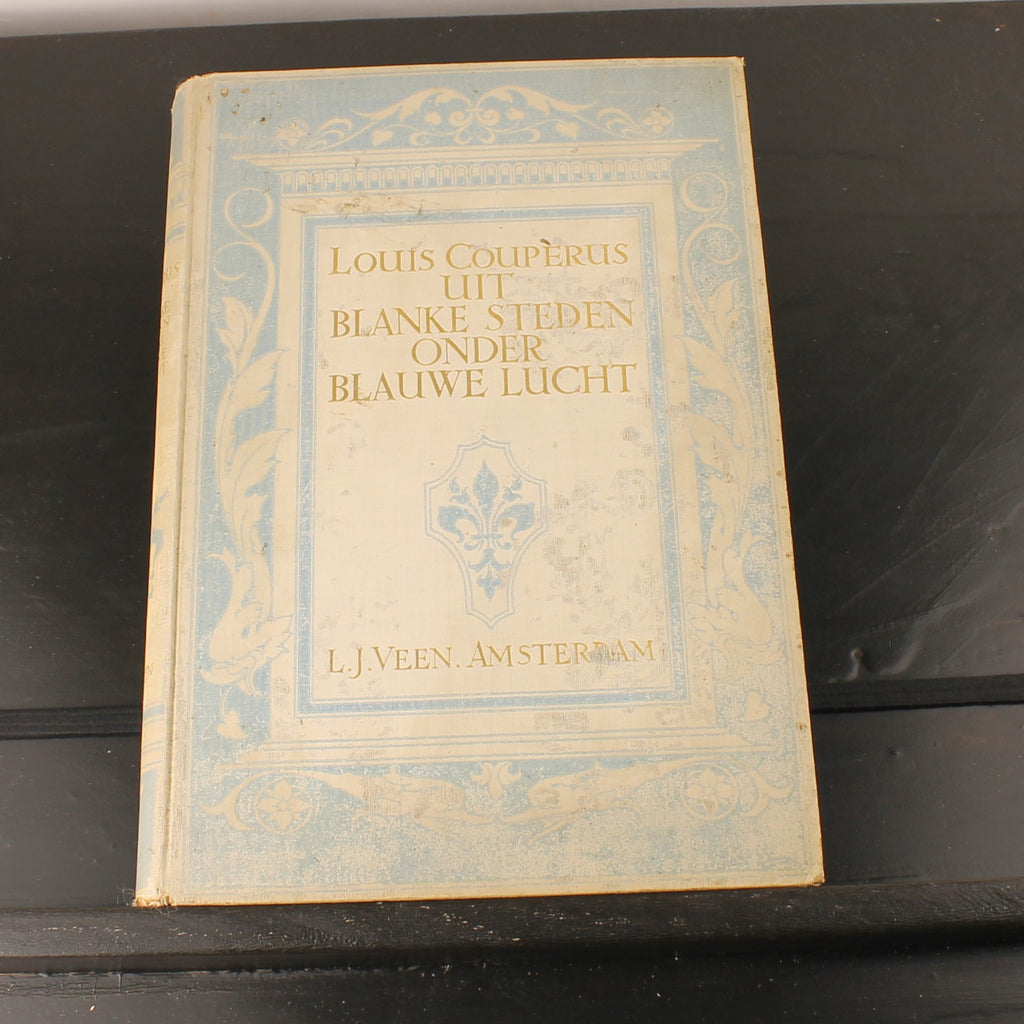 LOUIS COUPERUS
UIT
BLANKE STEDEN
ONDER
BLAUWE LUCHT
L.J. VEEN. AMSTERDAM